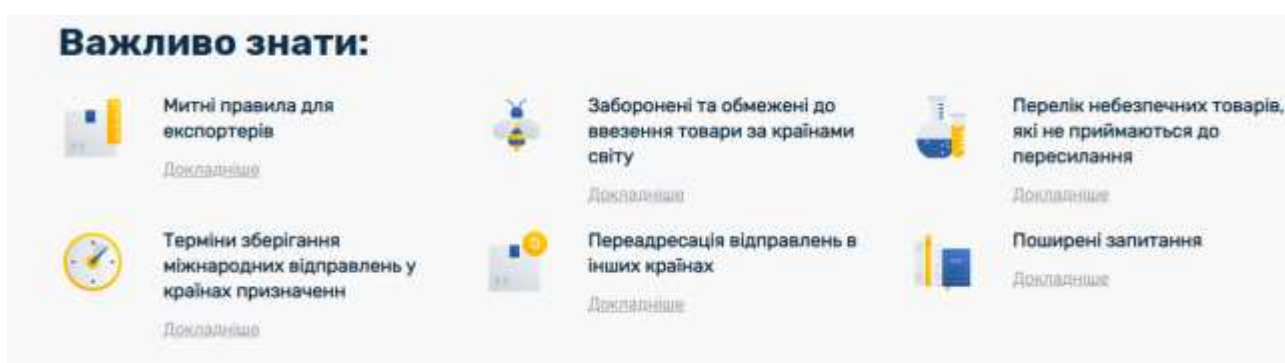 Важливо знати:
Митні правила для
експортерів
Докладніше
Заборонені та обмежені до
ввезення товари за країнами
світу
Докладніше
Перелік небезпечних товарів,
які не приймаються до
пересилання
Докладніше
Терміни зберігання
міжнародних відправлень у
країнах призначенн
Докладніше
Переадресація відправлень в
інших країнах
Докладніше
Поширені запитання
Докладніше